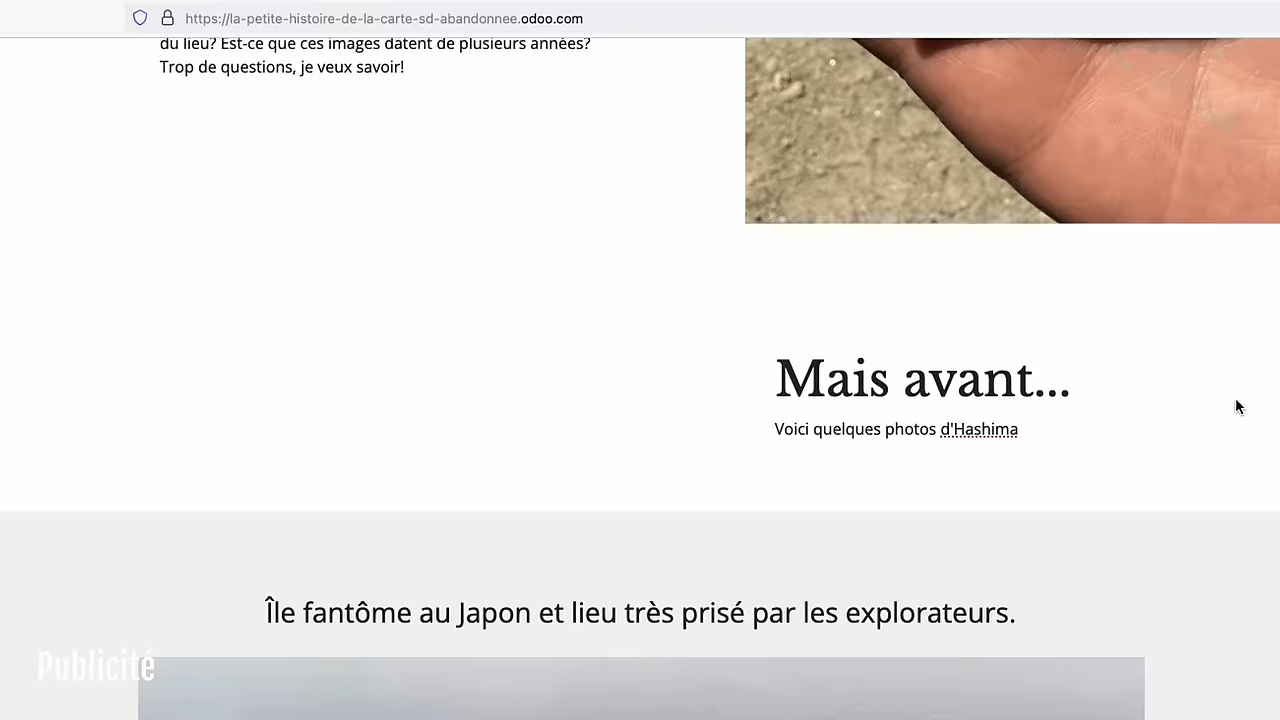 https://la-petite-histoire-de-la-carte-sd-abandonnee.odoo.com
du lieu? Est-ce que ces images datent de plusieurs années?
Trop de questions, je veux savoir!
Mais avant...
Voici quelques photos d'Hashima
Île fantôme au Japon et lieu très prisé par les explorateurs.
Publicité